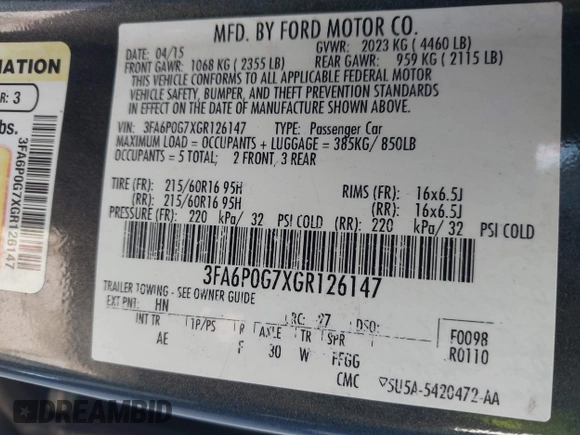 MFD. BY FORD MOTOR CO.
DATE: 04/15 GVWR: 2023 KG ( 4460 LB)
FRONT GAWR: 1068 KG ( 2355 LB) REAR GAWR: 959 KG ( 2115 LB)
THIS VEHICLE CONFORMS TO ALL APPLICABLE FEDERAL MOTOR
VEHICLE SAFETY, BUMPER, AND THEFT PREVENTION STANDARDS
IN EFFECT ON THE DATE OF MANUFACTURE SHOWN ABOVE.
VIN: 3FA6P0G7XGR126147 TYPE: Passenger Car
MAXIMUM LOAD = OCCUPANTS + LUGGAGE = 385KG/ 850LB
OCCUPANTS = 5 TOTAL; 2 FRONT, 3 REAR
TIRE (FR): 215/60R16 95H RIMS (FR): 16x6.5J
(RR): 215/60R16 95H (RR): 16x6.5J
PRESSURE (FR): 220 kPa/ 32 PSI COLD (RR): 220 kPa/ 32 PSI COLD
3FA6P0G7XGR126147
TRAILER TOWING - SEE OWNER GUIDE
EXT PNT: HN RC: 27 DSO: F0098
INT TR TP/PS R AXLE TR SPR R0110
AE F 30 W FFGG
CMC 5U5A-5420472-AA
MATION
R: 3
bs.
3FA6P0G7XGR126147
DREAMBID